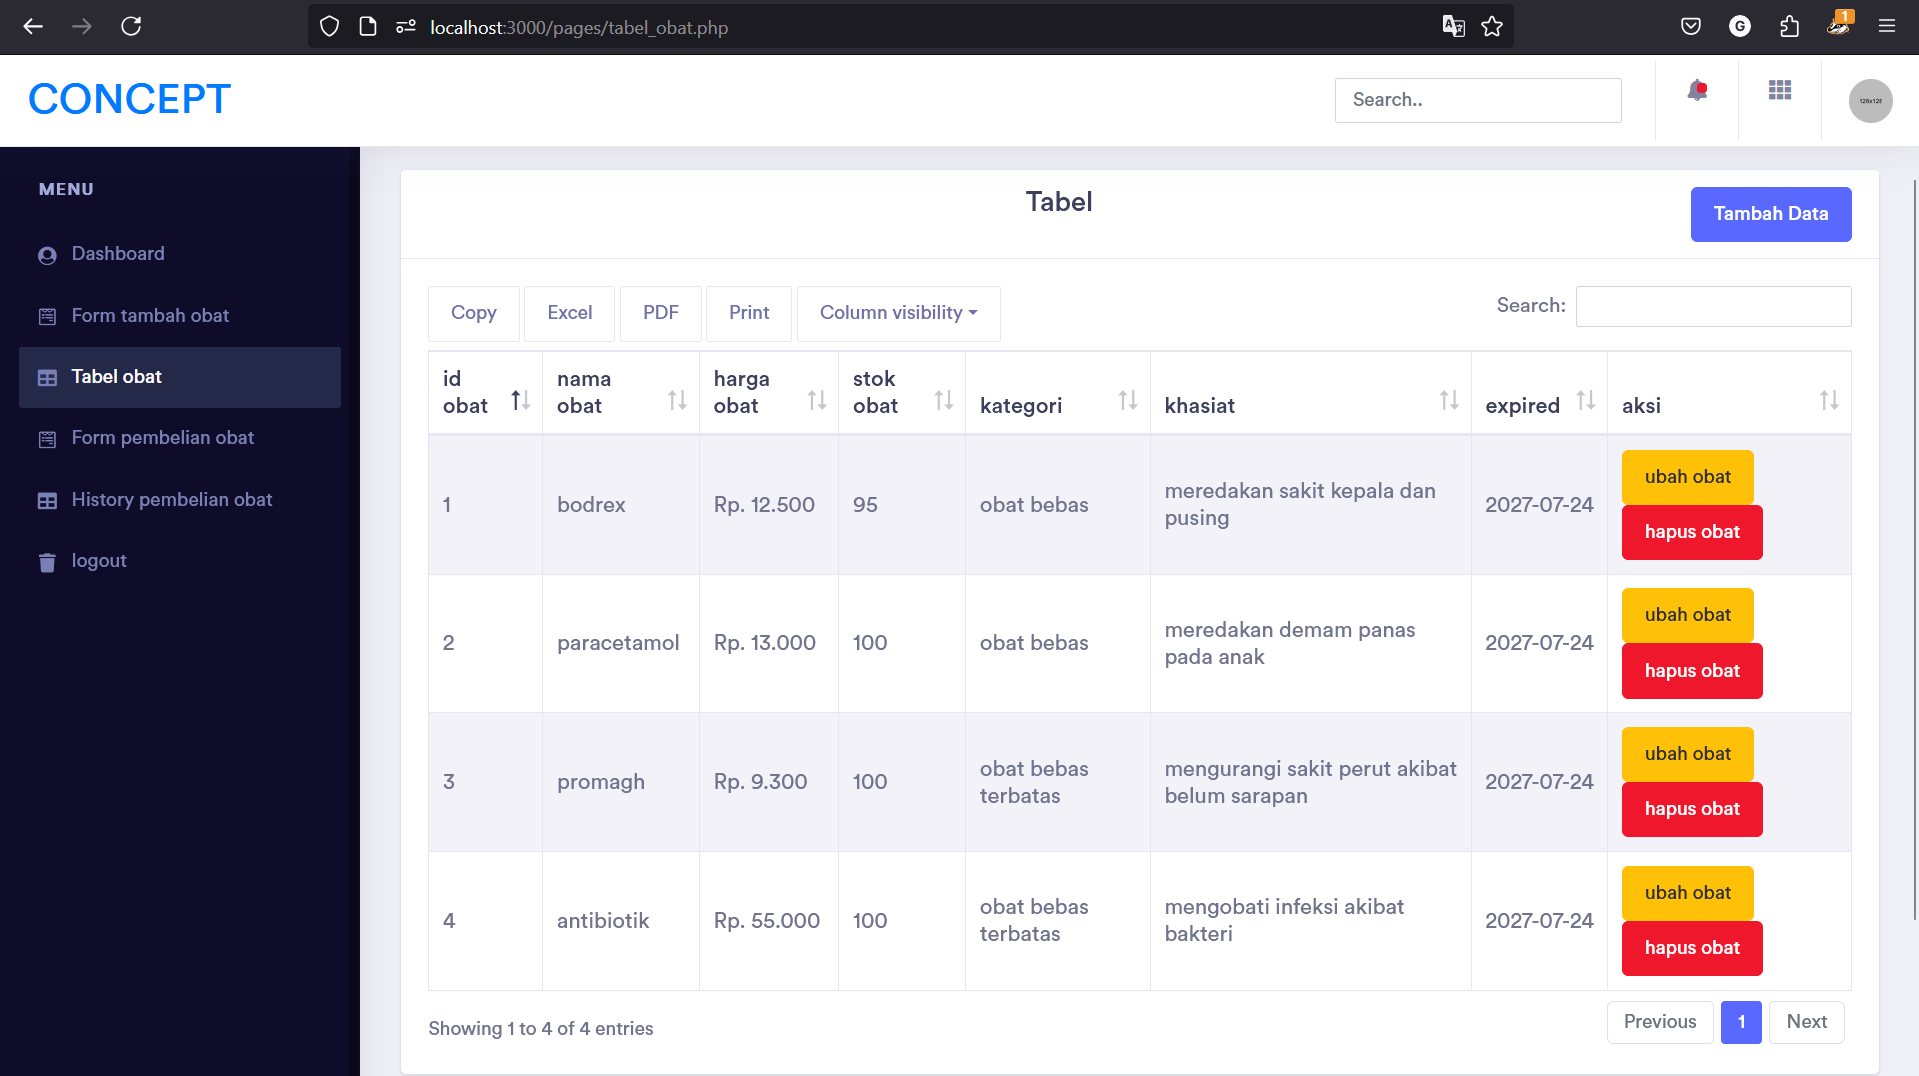 localhost:3000/pages/tabel_obat.php
1
CONCEPT
Search..
128x128
MENU
Dashboard
Form tambah obat
Tabel obat
Form pembelian obat
History pembelian obat
logout
Tabel
Tambah Data
Copy Excel PDF Print Column visibility
Search:
id obat nama obat harga obat stok obat kategori khasiat expired aksi
1 bodrex Rp. 12.500 95 obat bebas meredakan sakit kepala dan pusing 2027-07-24 ubah obat hapus obat
2 paracetamol Rp. 13.000 100 obat bebas meredakan demam panas pada anak 2027-07-24 ubah obat hapus obat
3 promagh Rp. 9.300 100 obat bebas terbatas mengurangi sakit perut akibat belum sarapan 2027-07-24 ubah obat hapus obat
4 antibiotik Rp. 55.000 100 obat bebas terbatas mengobati infeksi akibat bakteri 2027-07-24 ubah obat hapus obat
Showing 1 to 4 of 4 entries
Previous 1 Next